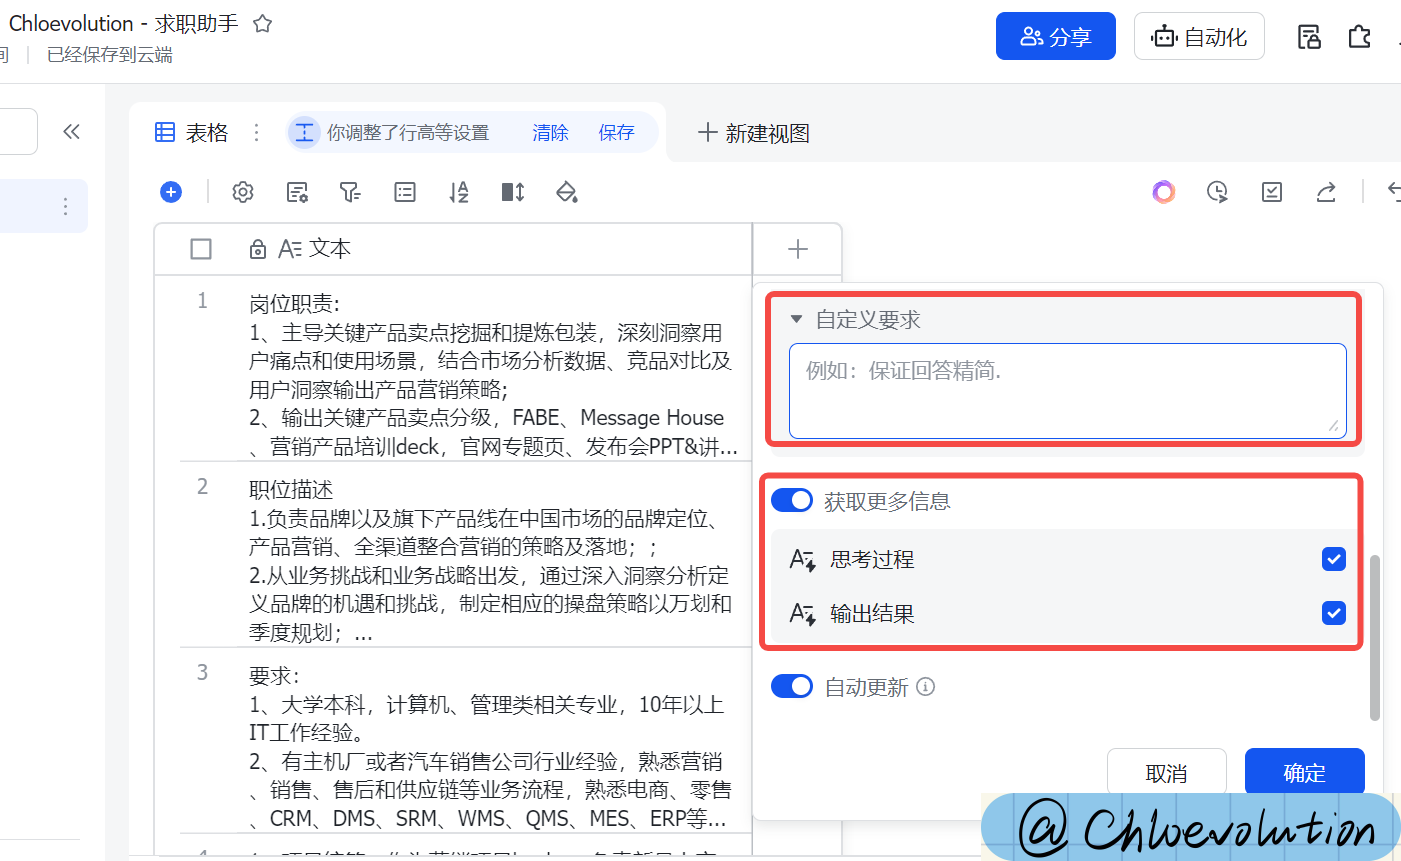 Chloevolution - 求职助手
间
已经保存到云端
分享
自动化
表格
你调整了行高等设置
清除
保存
新建视图
文本
1
岗位职责:
1、主导关键产品卖点挖掘和提炼包装，深刻洞察用
户痛点和使用场景，结合市场分析数据、竞品对比及
用户洞察输出产品营销策略;
2、输出关键产品卖点分级，FABE、Message House
、营销产品培训deck，官网专题页、发布会PPT&讲...
2
职位描述
1.负责品牌以及旗下产品线在中国市场的品牌定位、
产品营销、全渠道整合营销的策略及落地；;
2.从业务挑战和业务战略出发，通过深入洞察分析定
义品牌的机遇和挑战，制定相应的操盘策略以万划和
季度规划；...
3
要求：
1、大学本科，计算机、管理类相关专业，10年以上
IT工作经验。
2、有主机厂或者汽车销售公司行业经验，熟悉营销
、销售、售后和供应链等业务流程，熟悉电商、零售
、CRM、DMS、SRM、WMS、QMS、MES、ERP等...
自定义要求
例如：保证回答精简.
获取更多信息
思考过程
输出结果
自动更新
取消
确定
@Chloevolution